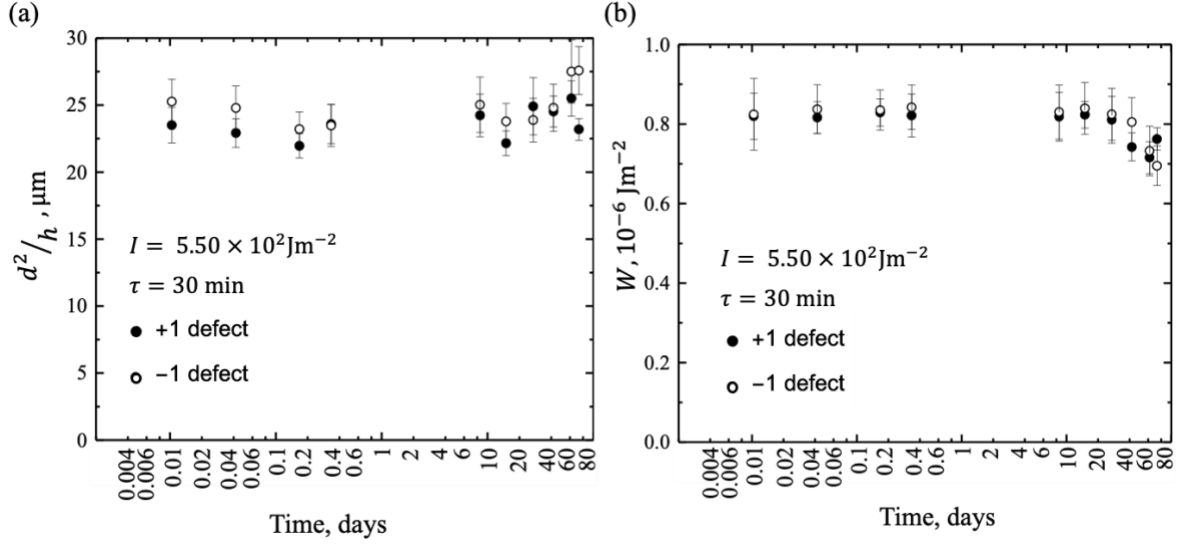 (a)
30
25
20
15
10
5
0
d²/h , μm
I = 5.50 × 10²Jm⁻²
τ = 30 min
+1 defect
−1 defect
0.004 0.006 0.01 0.02 0.04 0.06 0.1 0.2 0.4 0.6 1 2 4 6 10 20 40 60 80
Time, days
(b)
1.0
0.8
0.6
0.4
0.2
0.0
W, 10⁻⁶ Jm⁻²
I = 5.50 × 10²Jm⁻²
τ = 30 min
+1 defect
−1 defect
0.004 0.006 0.01 0.02 0.04 0.06 0.1 0.2 0.4 0.6 1 2 4 6 10 20 40 60 80
Time, days